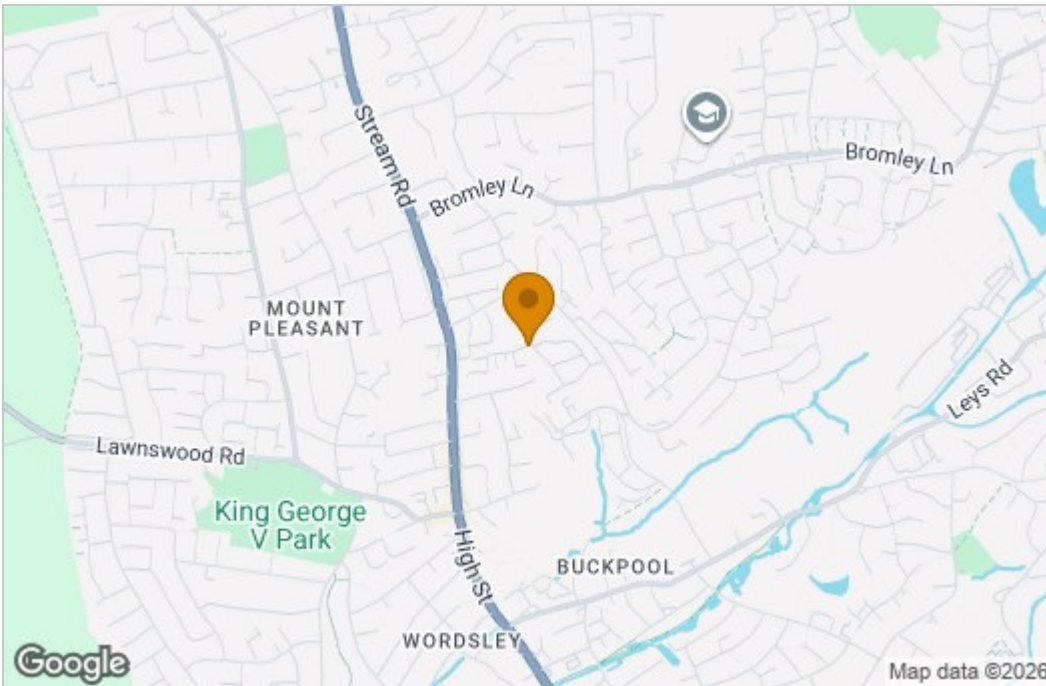 Stream Rd
Bromley Ln
Bromley Ln
MOUNT
PLEASANT
Leys Rd
Lawnswood Rd
King George
V Park
High St
BUCKPOOL
WORDSLEY
Google
Map data ©2026